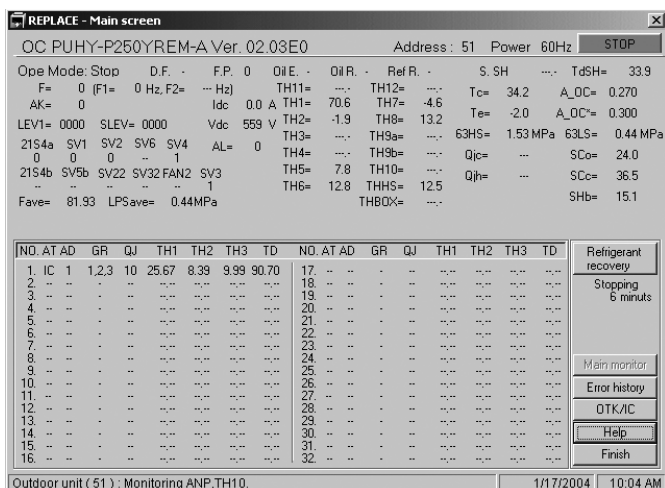 REPLACE - Main screen
OC PUHY-P250YREM-A Ver. 02.03E0 Address : 51 Power 60Hz STOP
Ope Mode: Stop D.F. - F.P. 0 Oil E. - Oil R. - Ref R. - S. SH ---.- TdSH= 33.9
F= 0 (F1= 0 Hz, F2= --- Hz) TH11= ---.- TH12= ---.- Tc= 34.2 A_OC= 0.270
AK= 0 Idc 0.0 A TH1= 70.6 TH7= -4.6
LEV1= 0000 SLEV= 0000 Vdc 559 V TH2= -1.9 TH8= 13.2 Te= -2.0 A_OC*= 0.300
21S4a SV1 SV2 SV6 SV4 AL= 0 TH3= ---.- TH9a= ---.- 63HS= 1.53 MPa 63LS= 0.44 MPa
0 0 0 -- 1 TH4= ---.- TH9b= ---.- Qjc= --- SCo= 24.0
21S4b SV5b SV22 SV32 FAN2 SV3 TH5= 7.8 TH10= ---.- Qjh= --- SCc= 36.5
-- -- -- -- -- 1 TH6= 12.8 THHS= 12.5
Fave= 81.93 LPSave= 0.44MPa THBOX= ---.- SHb= 15.1
NO. AT AD GR QJ TH1 TH2 TH3 TD NO. AT AD GR QJ TH1 TH2 TH3 TD
1. IC 1 1,2,3 10 25.67 8.39 9.99 90.70 17. -- -- - -- --.-- --.-- --.-- --.--
2. -- -- - -- --.-- --.-- --.-- --.-- 18. -- -- - -- --.-- --.-- --.-- --.--
3. -- -- - -- --.-- --.-- --.-- --.-- 19. -- -- - -- --.-- --.-- --.-- --.--
4. -- -- - -- --.-- --.-- --.-- --.-- 20. -- -- - -- --.-- --.-- --.-- --.--
5. -- -- - -- --.-- --.-- --.-- --.-- 21. -- -- - -- --.-- --.-- --.-- --.--
6. -- -- - -- --.-- --.-- --.-- --.-- 22. -- -- - -- --.-- --.-- --.-- --.--
7. -- -- - -- --.-- --.-- --.-- --.-- 23. -- -- - -- --.-- --.-- --.-- --.--
8. -- -- - -- --.-- --.-- --.-- --.-- 24. -- -- - -- --.-- --.-- --.-- --.--
9. -- -- - -- --.-- --.-- --.-- --.-- 25. -- -- - -- --.-- --.-- --.-- --.--
10. -- -- - -- --.-- --.-- --.-- --.-- 26. -- -- - -- --.-- --.-- --.-- --.--
11. -- -- - -- --.-- --.-- --.-- --.-- 27. -- -- - -- --.-- --.-- --.-- --.--
12. -- -- - -- --.-- --.-- --.-- --.-- 28. -- -- - -- --.-- --.-- --.-- --.--
13. -- -- - -- --.-- --.-- --.-- --.-- 29. -- -- - -- --.-- --.-- --.-- --.--
14. -- -- - -- --.-- --.-- --.-- --.-- 30. -- -- - -- --.-- --.-- --.-- --.--
15. -- -- - -- --.-- --.-- --.-- --.-- 31. -- -- - -- --.-- --.-- --.-- --.--
16. -- -- - -- --.-- --.-- --.-- --.-- 32. -- -- - -- --.-- --.-- --.-- --.--
Refrigerant
recovery
Stopping
6 minuts
Main monitor
Error history
OTK/IC
Help
Finish
Outdoor unit ( 51 ) : Monitoring ANP,TH10, 1/17/2004 10:04 AM